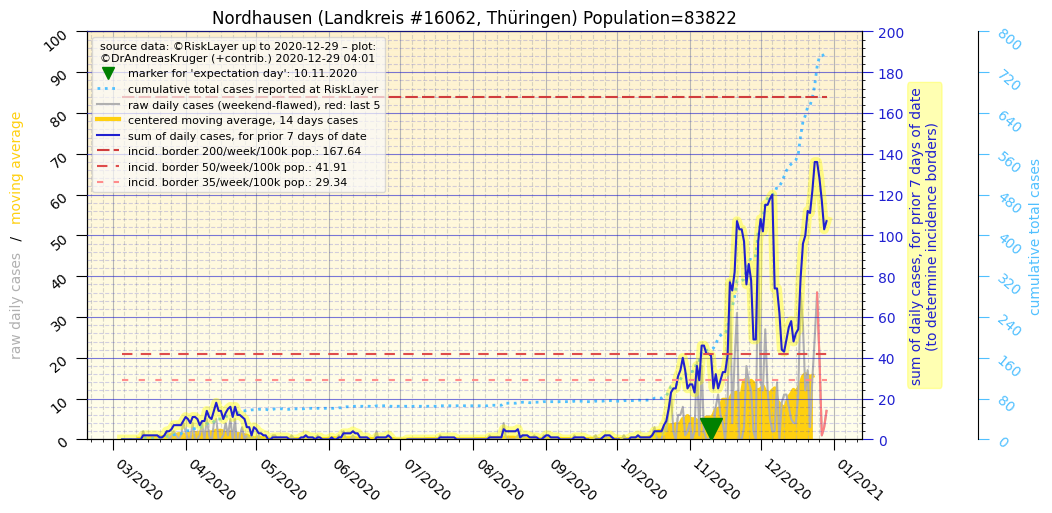 Nordhausen (Landkreis #16062, Thüringen) Population=83822
source data: ©RiskLayer up to 2020-12-29 – plot:
©DrAndreasKruger (+contrib.) 2020-12-29 04:01
marker for 'expectation day': 10.11.2020
cumulative total cases reported at RiskLayer
raw daily cases (weekend-flawed), red: last 5
centered moving average, 14 days cases
sum of daily cases, for prior 7 days of date
incid. border 200/week/100k pop.: 167.64
incid. border 50/week/100k pop.: 41.91
incid. border 35/week/100k pop.: 29.34
raw daily cases / moving average
100
90
80
70
60
50
40
30
20
10
0
03/2020
04/2020
05/2020
06/2020
07/2020
08/2020
09/2020
10/2020
11/2020
12/2020
01/2021
200
180
160
140
120
100
80
60
40
20
0
sum of daily cases, for prior 7 days of date
(to determine incidence borders)
800
720
640
560
480
400
320
240
160
80
0
cumulative total cases